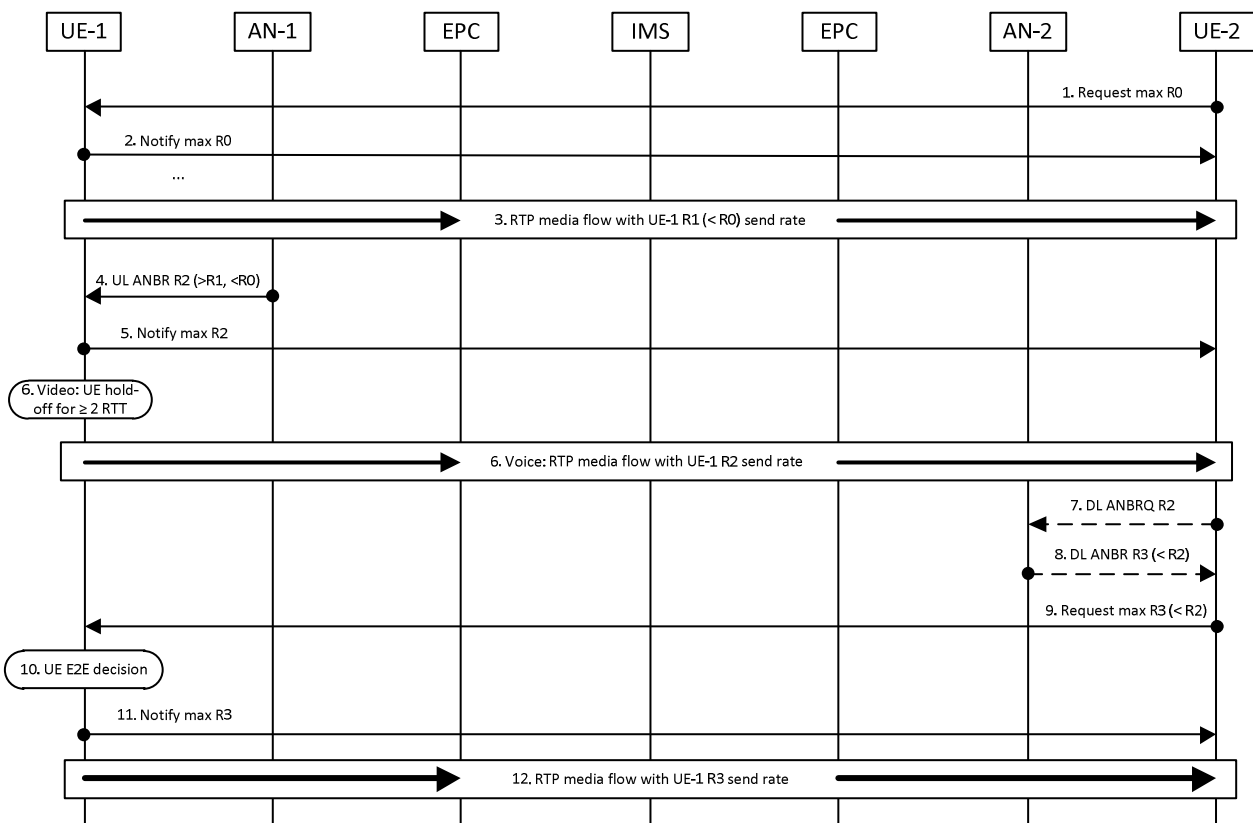 UE-1 AN-1 EPC IMS EPC AN-2 UE-2
1. Request max R0
2. Notify max R0
...
3. RTP media flow with UE-1 R1 (< R0) send rate
4. UL ANBR R2 (>R1, <R0)
5. Notify max R2
6. Video: UE hold-
off for ≥ 2 RTT
6. Voice: RTP media flow with UE-1 R2 send rate
7. DL ANBRQ R2
8. DL ANBR R3 (< R2)
9. Request max R3 (< R2)
10. UE E2E decision
11. Notify max R3
12. RTP media flow with UE-1 R3 send rate